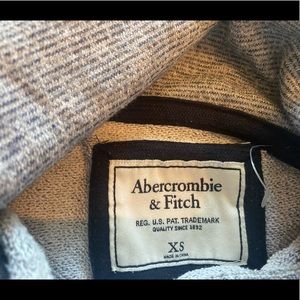 Abercrombie
& Fitch
REG. U.S. PAT. TRADEMARK
QUALITY SINCE 1892
XS
MADE IN CHINA